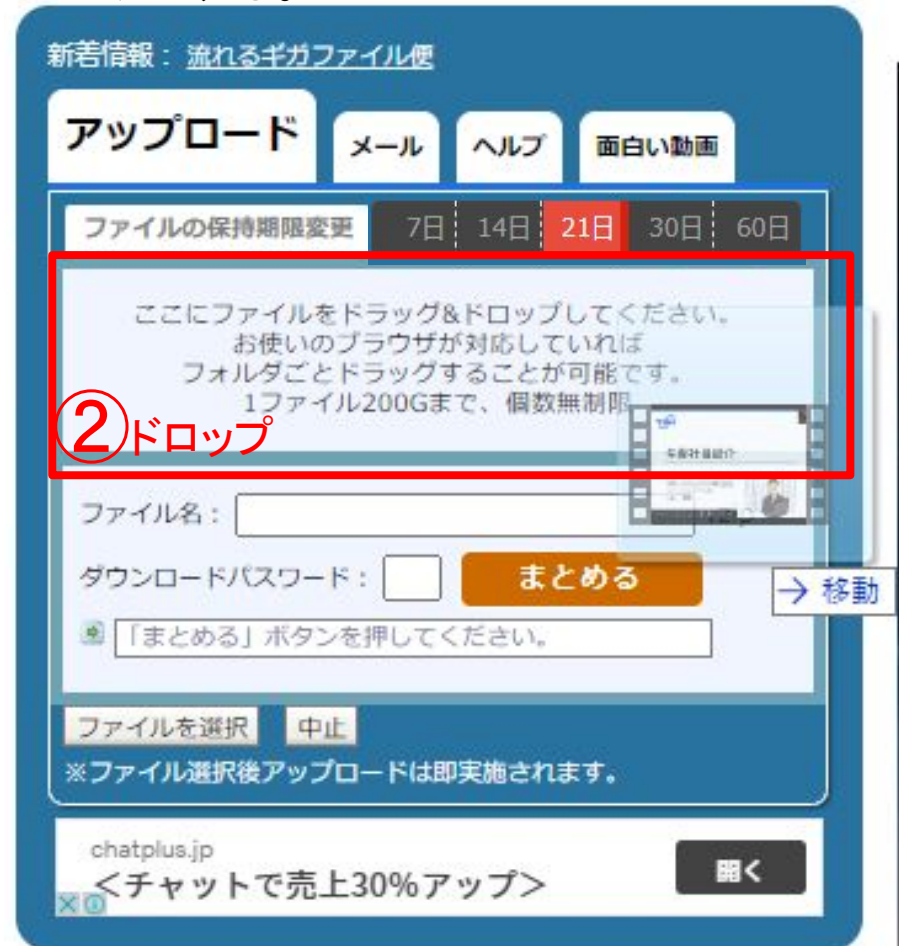 新着情報： 流れるギガファイル便
アップロード
メール
ヘルプ
面白い動画
ファイルの保持期限変更
7日
14日
21日
30日
60日
ここにファイルをドラッグ&ドロップしてください。
お使いのブラウザが対応していれば
フォルダごとドラッグすることが可能です。
1ファイル200Gまで、個数無制限
②ドロップ
ファイル名：
ダウンロードパスワード：
まとめる
→ 移動
「まとめる」ボタンを押してください。
ファイルを選択
中止
※ファイル選択後アップロードは即実施されます。
chatplus.jp
＜チャットで売上30%アップ＞
開く